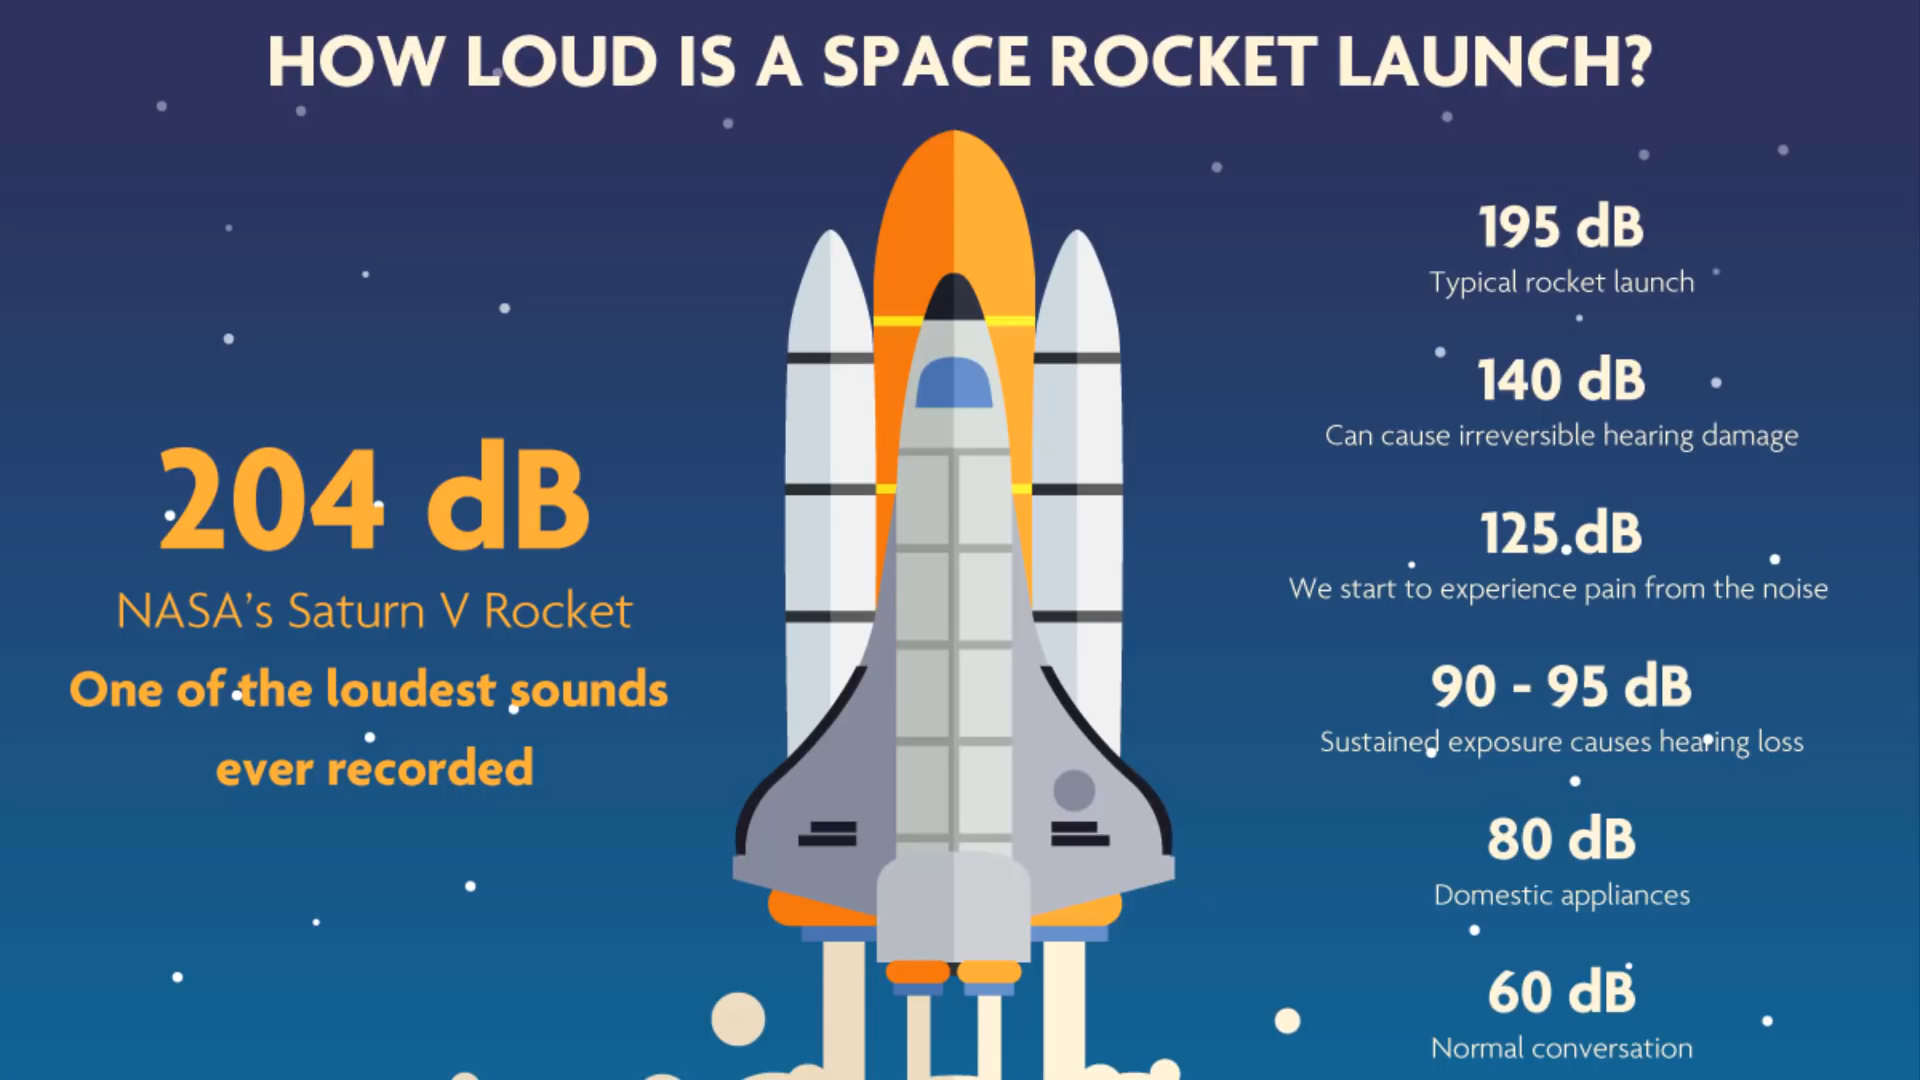 HOW LOUD IS A SPACE ROCKET LAUNCH?
204 dB
NASA's Saturn V Rocket
One of the loudest sounds
ever recorded
195 dB
Typical rocket launch
140 dB
Can cause irreversible hearing damage
125 dB
We start to experience pain from the noise
90 - 95 dB
Sustained exposure causes hearing loss
80 dB
Domestic appliances
60 dB
Normal conversation